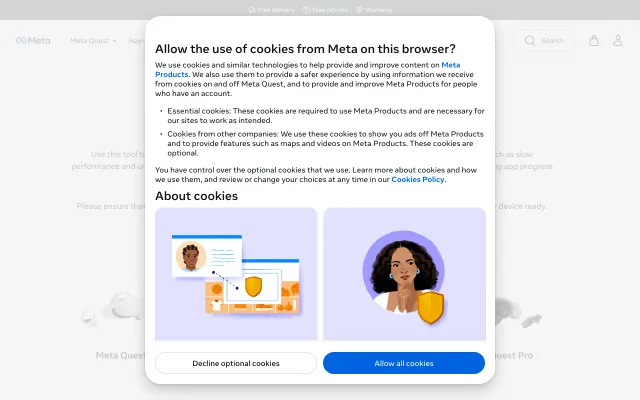 Free delivery Free returns Warranty
Meta Meta Quest Search
Allow the use of cookies from Meta on this browser?
We use cookies and similar technologies to help provide and improve content on Meta
Products. We also use them to provide a safer experience by using information we receive
from cookies on and off Meta Quest, and to provide and improve Meta Products for people
who have an account.
• Essential cookies: These cookies are required to use Meta Products and are necessary for
our sites to work as intended.
• Cookies from other companies: We use these cookies to show you ads off Meta Products
and to provide features such as maps and videos on Meta Products. These cookies are
optional.
You have control over the optional cookies that we use. Learn more about cookies and how
we use them, and review or change your choices at any time in our Cookies Policy.
About cookies
Use this tool to such as slow
performance and app progress
Please ensure device ready.
Meta Quest Pro
Decline optional cookies Allow all cookies